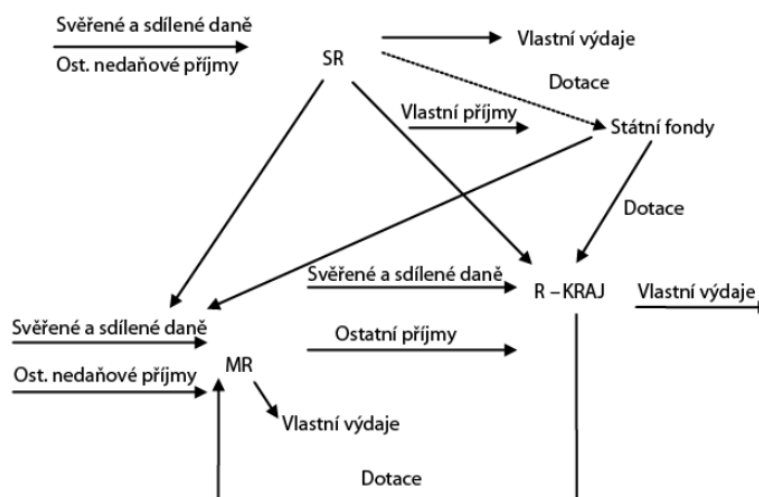 Svěřené a sdílené daně
Ost. nedaňové příjmy
SR
Vlastní výdaje
Dotace
Vlastní příjmy
Státní fondy
Dotace
Svěřené a sdílené daně
R – KRAJ
Vlastní výdaje
Svěřené a sdílené daně
Ostatní příjmy
Ost. nedaňové příjmy
MR
Vlastní výdaje
Dotace